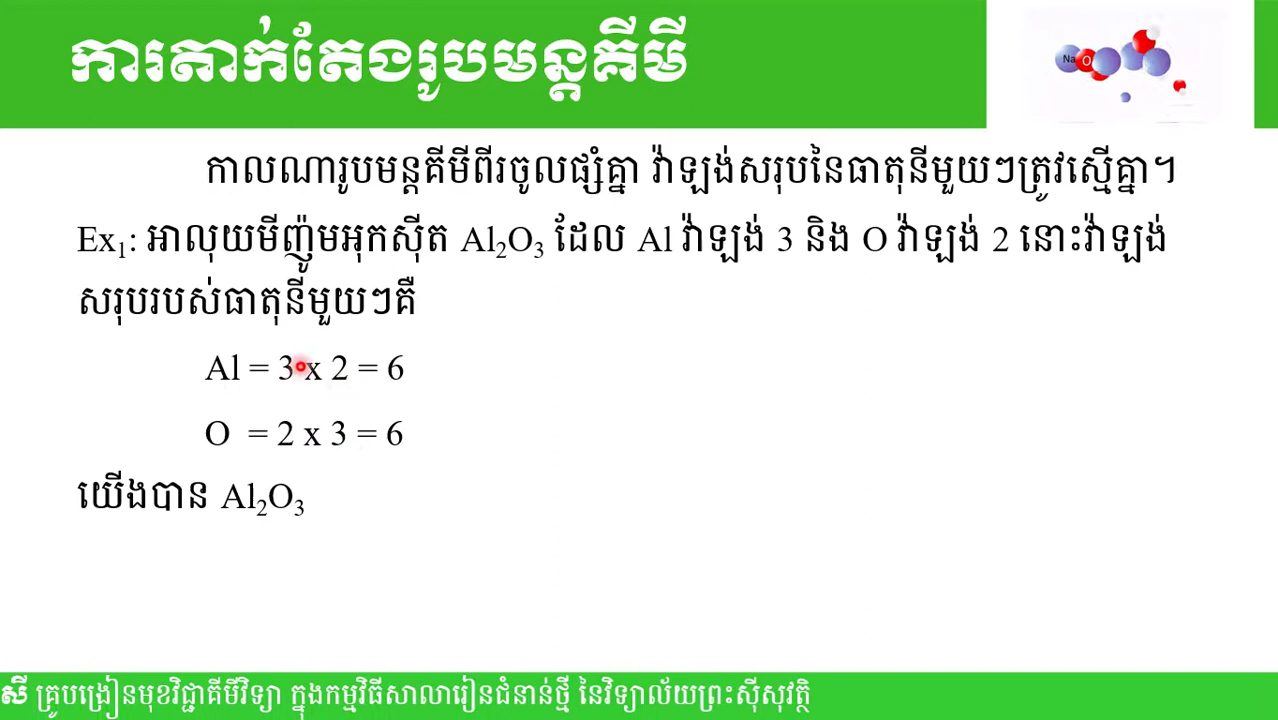 ការតាក់តែងរូបមន្តគីមី
Na O
កាលណារូបមន្តគីមីពីរចូលផ្សំគ្នា វ៉ាឡង់សរុបនៃធាតុនីមួយៗត្រូវស្មើគ្នា។
Ex₁: អាលុយមីញ៉ូមអុកស៊ីត Al₂O₃ ដែល Al វ៉ាឡង់ 3 និង O វ៉ាឡង់ 2 នោះវ៉ាឡង់
សរុបរបស់ធាតុនីមួយៗគឺ
Al = 3 x 2 = 6
O = 2 x 3 = 6
យើងបាន Al₂O₃
សី គ្រូបង្រៀនមុខវិជ្ជាគីមីវិទ្យា ក្នុងកម្មវិធីសាលារៀនជំនាន់ថ្មី នៃវិទ្យាល័យព្រះស៊ីសុវត្ថិ